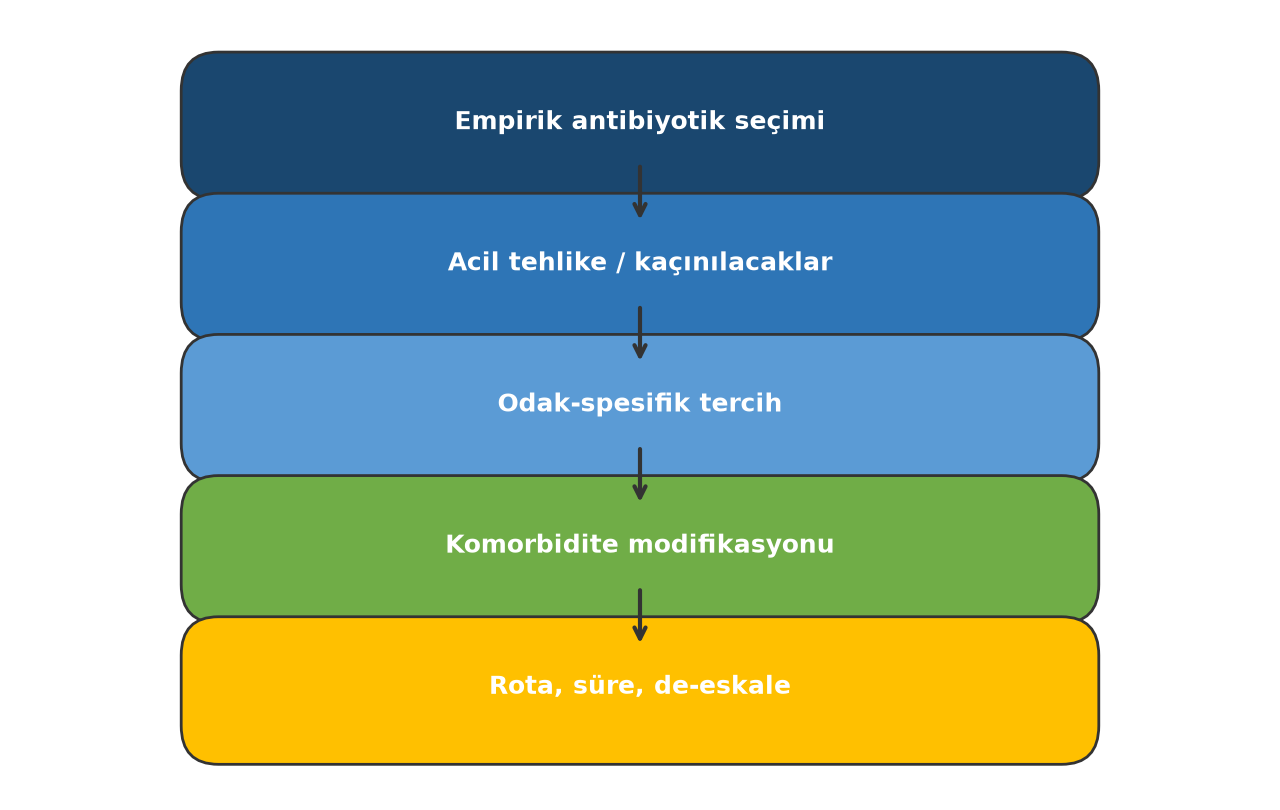 Empirik antibiyotik seçimi
Acil tehlike / kaçınılacaklar
Odak-spesifik tercih
Komorbidite modifikasyonu
Rota, süre, de-eskale